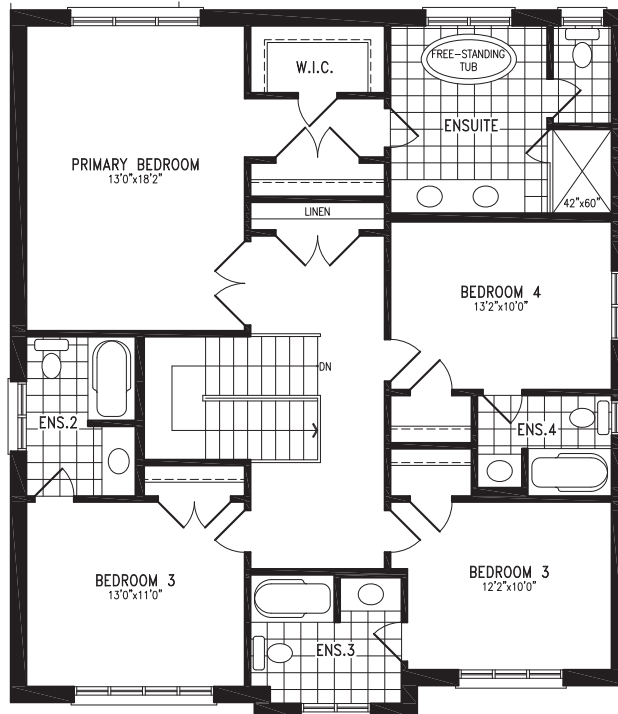 W.I.C.
FREE-STANDING
TUB
ENSUITE
PRIMARY BEDROOM
13'0"x18'2"
42"x60"
LINEN
BEDROOM 4
13'2"x10'0"
DN
ENS.2
ENS.4
BEDROOM 3
13'0"x11'0"
BEDROOM 3
12'2"x10'0"
ENS.3